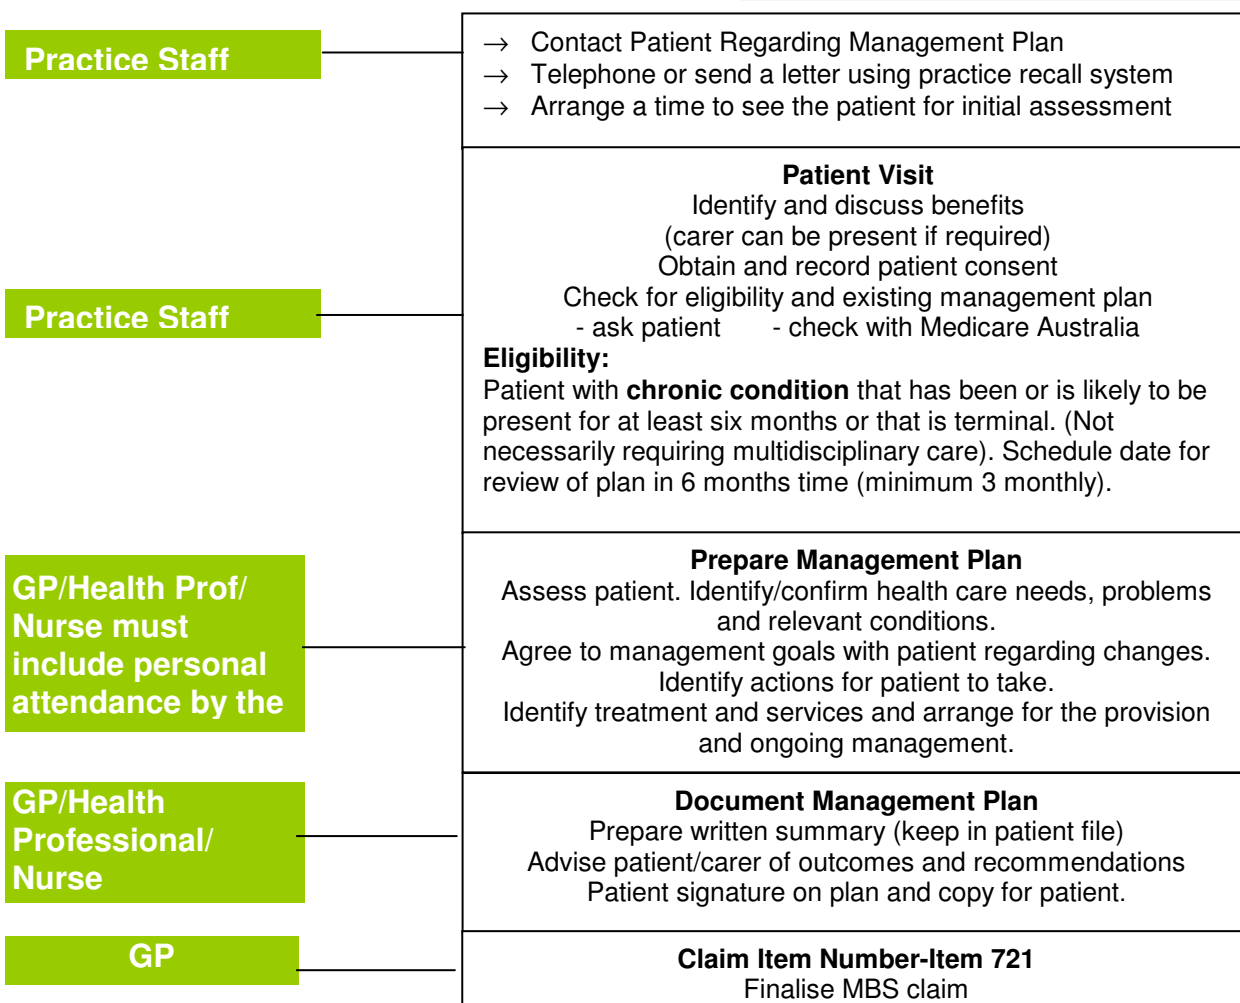 Practice Staff
→ Contact Patient Regarding Management Plan
→ Telephone or send a letter using practice recall system
→ Arrange a time to see the patient for initial assessment
Practice Staff
Patient Visit
Identify and discuss benefits
(carer can be present if required)
Obtain and record patient consent
Check for eligibility and existing management plan
- ask patient - check with Medicare Australia
Eligibility:
Patient with chronic condition that has been or is likely to be
present for at least six months or that is terminal. (Not
necessarily requiring multidisciplinary care). Schedule date for
review of plan in 6 months time (minimum 3 monthly).
GP/Health Prof/
Nurse must
include personal
attendance by the
Prepare Management Plan
Assess patient. Identify/confirm health care needs, problems
and relevant conditions.
Agree to management goals with patient regarding changes.
Identify actions for patient to take.
Identify treatment and services and arrange for the provision
and ongoing management.
GP/Health
Professional/
Nurse
Document Management Plan
Prepare written summary (keep in patient file)
Advise patient/carer of outcomes and recommendations
Patient signature on plan and copy for patient.
GP
Claim Item Number-Item 721
Finalise MBS claim